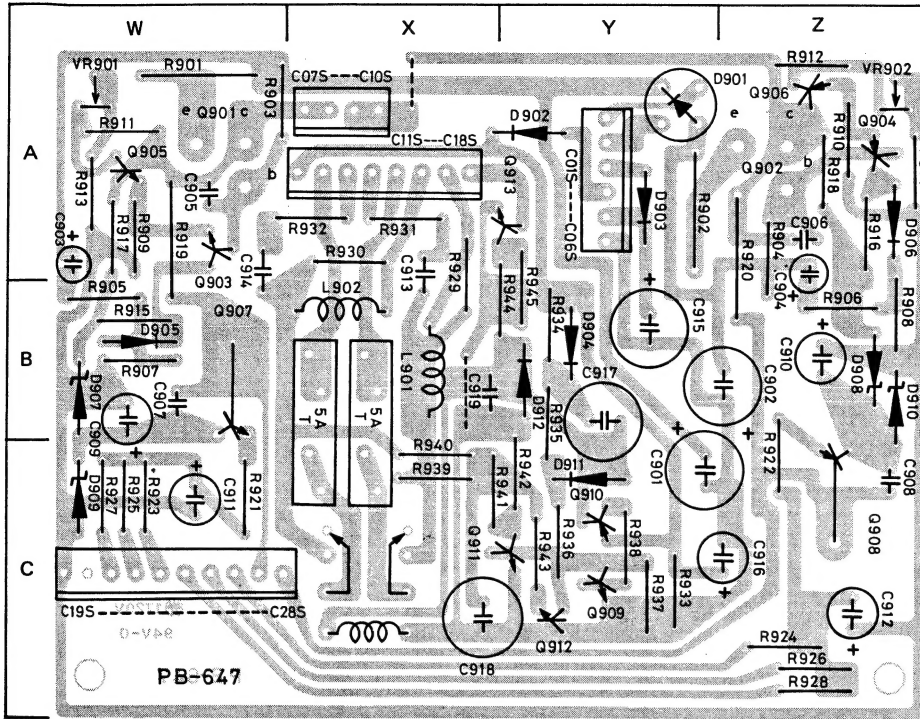 W X Y Z
VR901 R901 R903 C07S---C10S D901 R912 VR902
e Q901 c Q906 e c
R911 D902 R910 Q904
A Q905 C11S---C18S C01S----C06S Q902 b R918
R913 C905 b Q913 D903 R902
C903 + R917 R909 R919 R932 R931 C906 R916 D906
Q903 C914 R930 C913 R929 R944 R945 + R920 R904 C904 +
R905 L902 R934 C915 R906 R908
R915 Q907 D904
B D905 L901 C910 + D908
R907 C917 C902
D907 C907 5A T 5A T C919 D912 R935 + + D910
C909 + + R940 R942 D911 C901 R922 C908
D909 R927 R925 R923 C911 R921 R939 R941 Q910
C Q911 R943 R936 R938 C916 + Q908
C19S--------------C28S Q909 R937 R933 C912 +
94V-0 Q912
C918 R924
PB-647 R926
R928